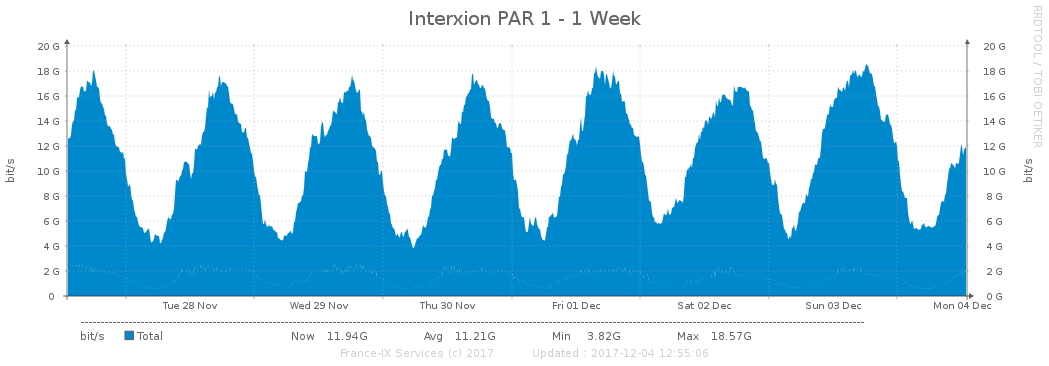 Interxion PAR 1 - 1 Week
RRDTOOL / TOBI OETIKER
20 G 20 G
18 G 18 G
16 G 16 G
14 G 14 G
12 G 12 G
10 G 10 G
8 G 8 G
6 G 6 G
4 G 4 G
2 G 2 G
0 0 G
bit/s
bit/s
Tue 28 Nov Wed 29 Nov Thu 30 Nov Fri 01 Dec Sat 02 Dec Sun 03 Dec Mon 04 Dec
bit/s Total Now 11.94G Avg 11.21G Min 3.82G Max 18.57G
France-IX Services (c) 2017 Updated : 2017-12-04 12:55:06